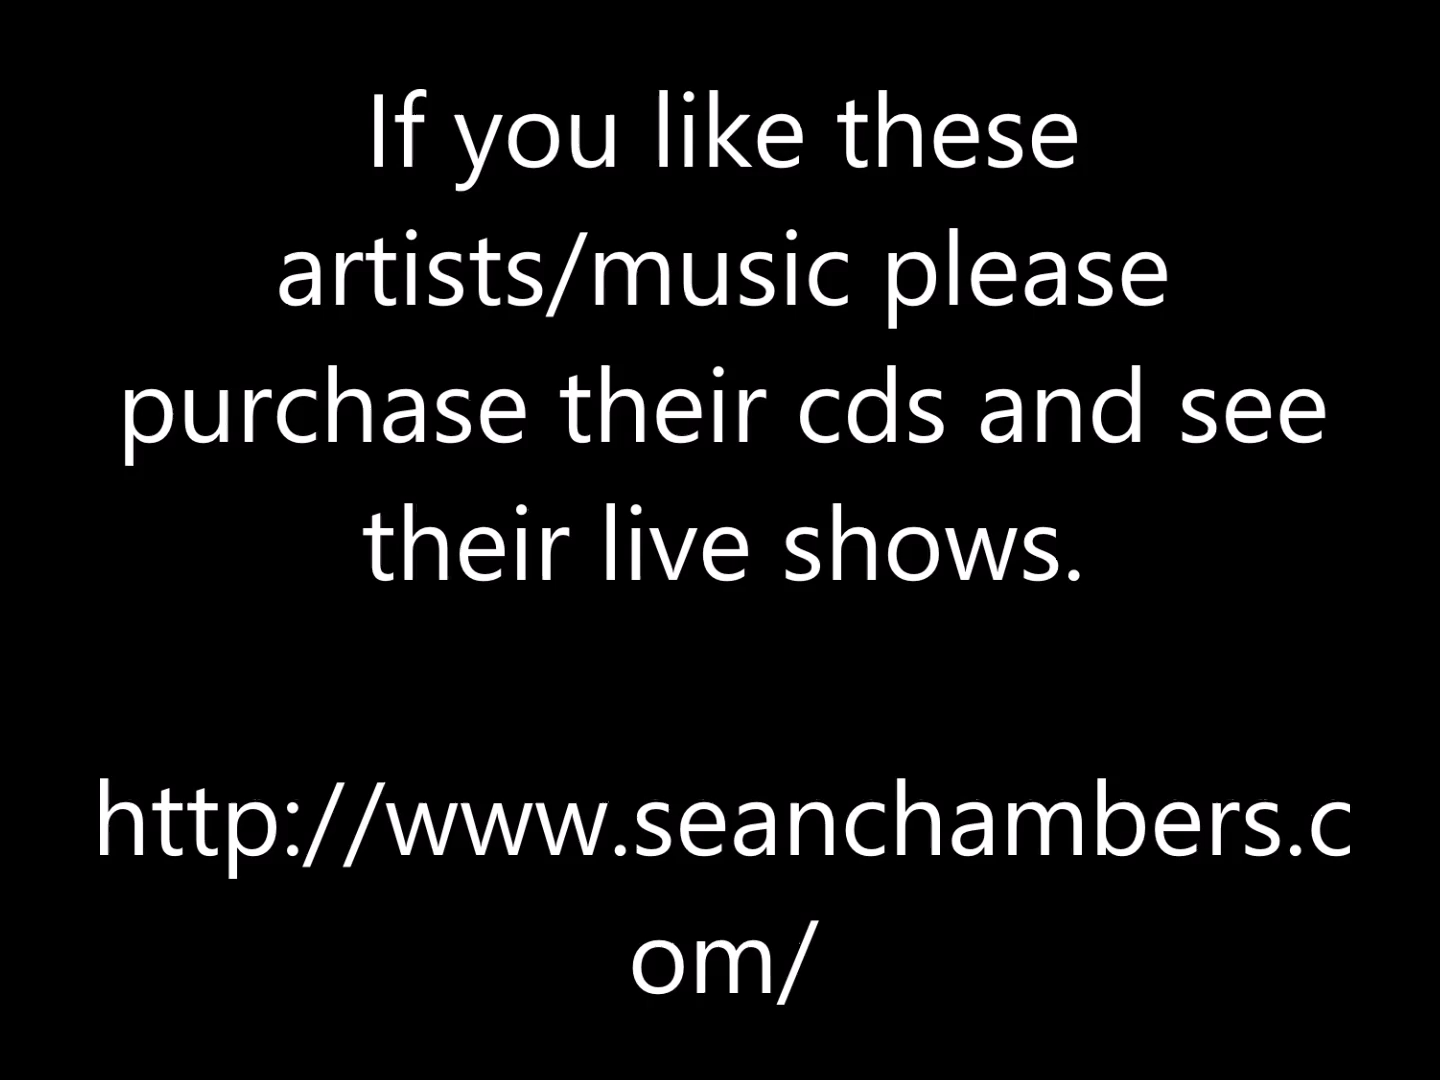 If you like these
artists/music please
purchase their cds and see
their live shows.
http://www.seanchambers.c
om/